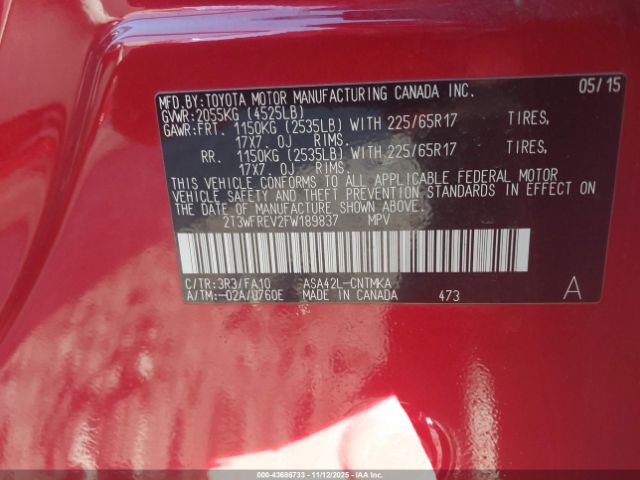 MFD.BY:TOYOTA MOTOR MANUFACTURING CANADA INC. 05/15
GVWR:2055KG (4525LB)
GAWR:FRT. 1150KG (2535LB) WITH 225/65R17 TIRES,
17X7.0J RIMS.
RR. 1150KG (2535LB) WITH 225/65R17 TIRES,
17X7.0J RIMS.
THIS VEHICLE CONFORMS TO ALL APPLICABLE FEDERAL MOTOR
VEHICLE SAFETY AND THEFT PREVENTION STANDARDS IN EFFECT ON
THE DATE OF MANUFACTURE SHOWN ABOVE.
2T3WFREV2FW189837 MPV
C/TR:3R3/FA10 ASA42L-CNTMKA
A/TM:-02A/U760E MADE IN CANADA 473 A
000-43686733 - 11/12/2025 - IAAI.COM